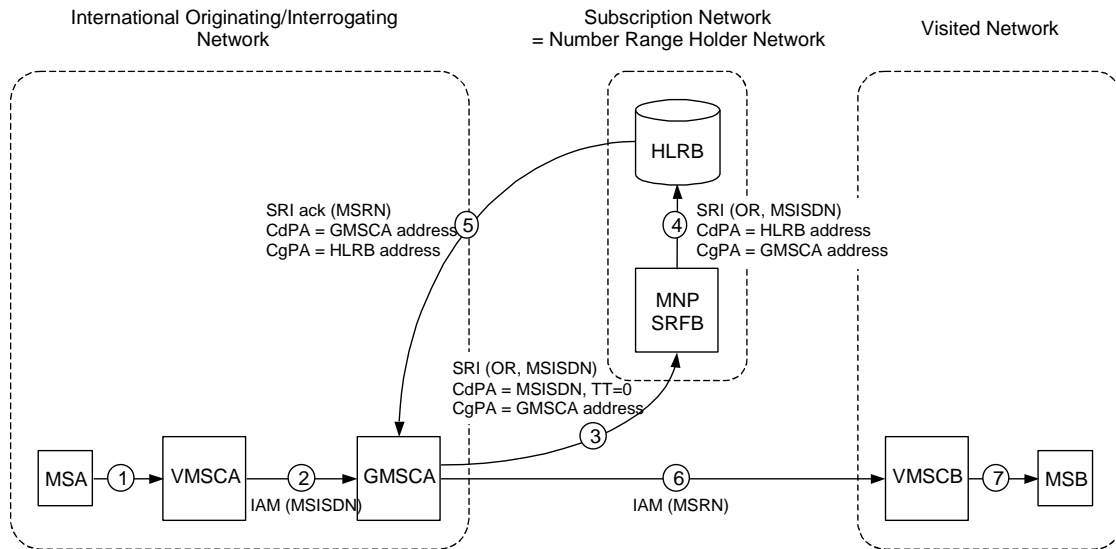 International Originating/Interrogating
Network
Subscription Network
= Number Range Holder Network
Visited Network
HLRB
SRI ack (MSRN)
CdPA = GMSCA address
CgPA = HLRB address
5
4
SRI (OR, MSISDN)
CdPA = HLRB address
CgPA = GMSCA address
MNP
SRFB
SRI (OR, MSISDN)
CdPA = MSISDN, TT=0
CgPA = GMSCA address
3
MSA
1
VMSCA
2
IAM (MSISDN)
GMSCA
6
IAM (MSRN)
VMSCB
7
MSB